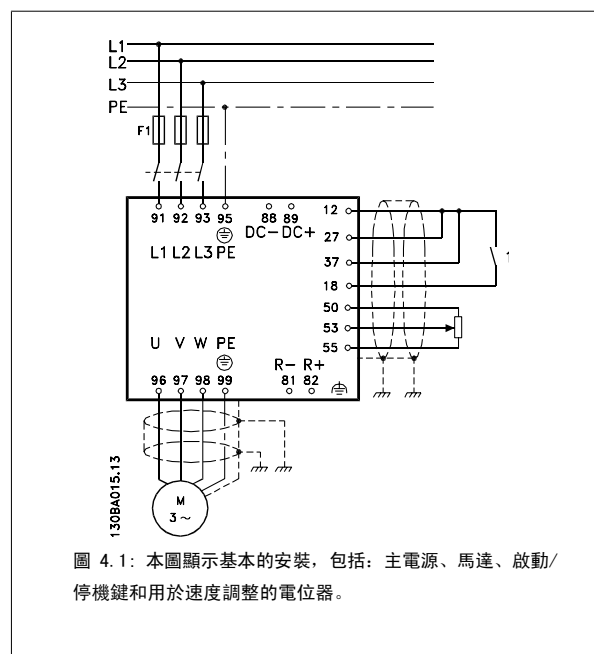 L1
L2
L3
PE
F1
91 92 93 95 88 89
DC- DC+
L1 L2 L3 PE
12
27
37
18
50
53
55
1
U V W PE
R- R+
81 82
96 97 98 99
M
3~
130BA015.13
圖 4.1: 本圖顯示基本的安裝，包括：主電源、馬達、啟動/
停機鍵和用於速度調整的電位器。